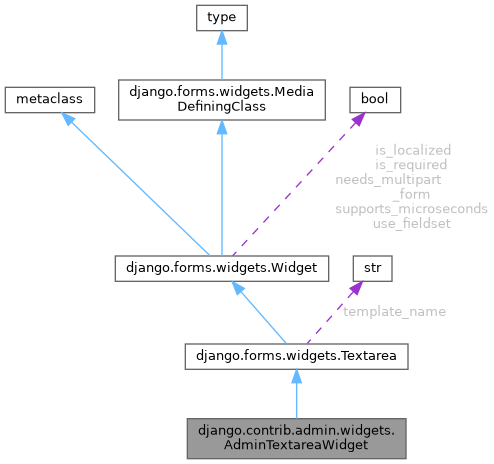 type
metaclass
django.forms.widgets.Media
DefiningClass
bool
is_localized
is_required
needs_multipart
_form
supports_microseconds
use_fieldset
django.forms.widgets.Widget
str
template_name
django.forms.widgets.Textarea
django.contrib.admin.widgets.
AdminTextareaWidget